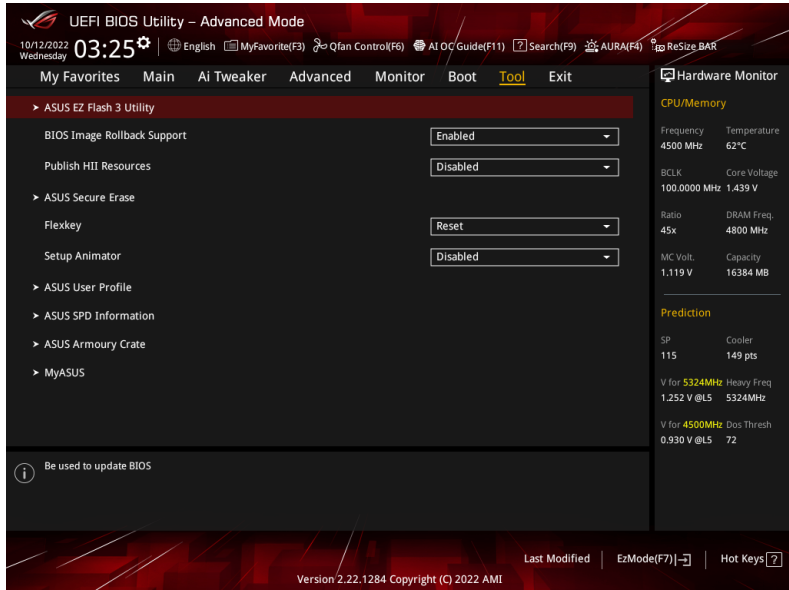 UEFI BIOS Utility – Advanced Mode
10/12/2022 Wednesday 03:25 English MyFavorite(F3) Qfan Control(F6) AI OC Guide(F11) ? Search(F9) AURA(F4) ReSize BAR
My Favorites Main Ai Tweaker Advanced Monitor Boot Tool Exit
Hardware Monitor
ASUS EZ Flash 3 Utility
BIOS Image Rollback Support Enabled
Publish HII Resources Disabled
ASUS Secure Erase
Flexkey Reset
Setup Animator Disabled
ASUS User Profile
ASUS SPD Information
ASUS Armoury Crate
MyASUS
CPU/Memory
Frequency Temperature
4500 MHz 62°C
BCLK Core Voltage
100.0000 MHz 1.439 V
Ratio DRAM Freq.
45x 4800 MHz
MC Volt. Capacity
1.119 V 16384 MB
Prediction
SP Cooler
115 149 pts
V for 5324MHz Heavy Freq
1.252 V @L5 5324MHz
V for 4500MHz Dos Thresh
0.930 V @L5 72
Be used to update BIOS
Last Modified EzMode(F7) Hot Keys ?
Version 2.22.1284 Copyright (C) 2022 AMI